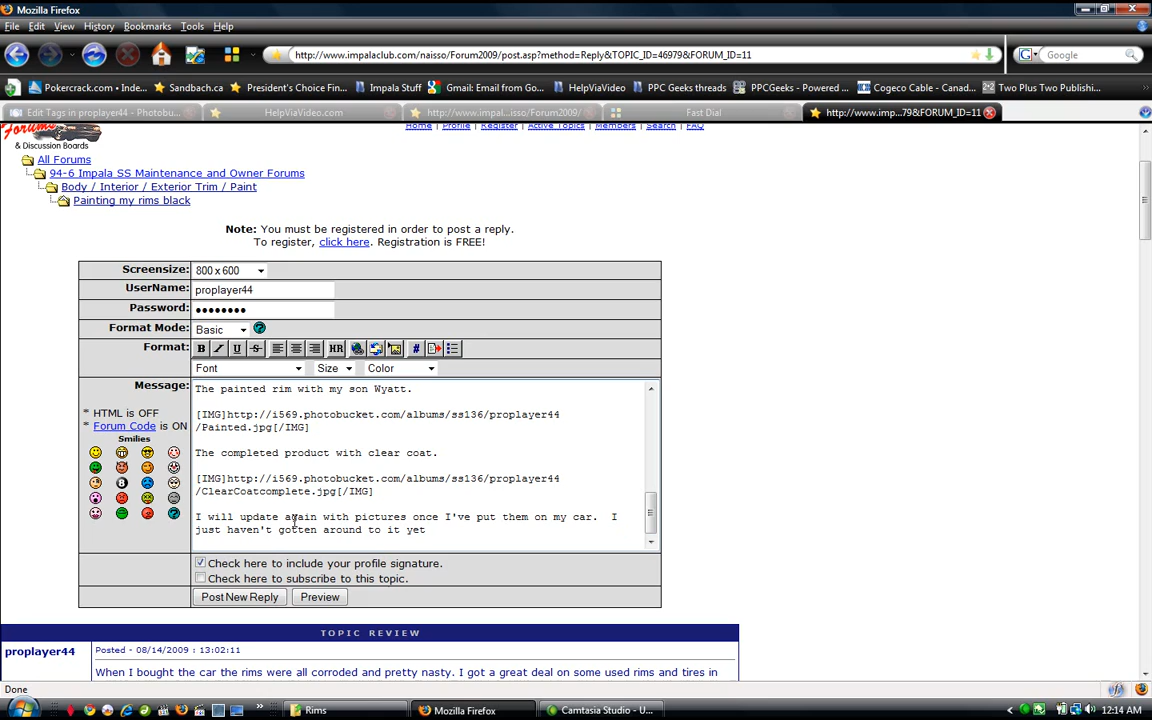 Mozilla Firefox
File Edit View History Bookmarks Tools Help
http://www.impalaclub.com/naisso/Forum2009/post.asp?method=Reply&TOPIC_ID=46979&FORUM_ID=11
Google
Pokercrack.com • Inde... Sandbach.ca President's Choice Fin... Impala Stuff Gmail: Email from Go... HelpViaVideo PPC Geeks threads PPCGeeks - Powered ... Cogeco Cable - Canad... Two Plus Two Publishi...
Edit Tags in proplayer44 - Photobu... HelpViaVideo.com http://www.impal...isso/Forum2009/ Fast Dial http://www.imp...79&FORUM_ID=11
Forums
Home | Profile | Register | Active Topics | Members | Search | FAQ
& Discussion Boards
All Forums
94-6 Impala SS Maintenance and Owner Forums
Body / Interior / Exterior Trim / Paint
Painting my rims black
Note: You must be registered in order to post a reply.
To register, click here. Registration is FREE!
Screensize: 800 x 600
UserName: proplayer44
Password: ●●●●●●●●
Format Mode: Basic
Format: B I U S HR #
Font Size Color
Message:
* HTML is OFF
* Forum Code is ON
Smilies
The painted rim with my son Wyatt.
[IMG]http://i569.photobucket.com/albums/ss136/proplayer44
/Painted.jpg[/IMG]
The completed product with clear coat.
[IMG]http://i569.photobucket.com/albums/ss136/proplayer44
/ClearCoatcomplete.jpg[/IMG]
I will update again with pictures once I've put them on my car. I
just haven't gotten around to it yet
Check here to include your profile signature.
Check here to subscribe to this topic.
Post New Reply Preview
TOPIC REVIEW
proplayer44 Posted - 08/14/2009 : 13:02:11
When I bought the car the rims were all corroded and pretty nasty. I got a great deal on some used rims and tires in
Done
Rims Mozilla Firefox Camtasia Studio - U... 12:14 AM